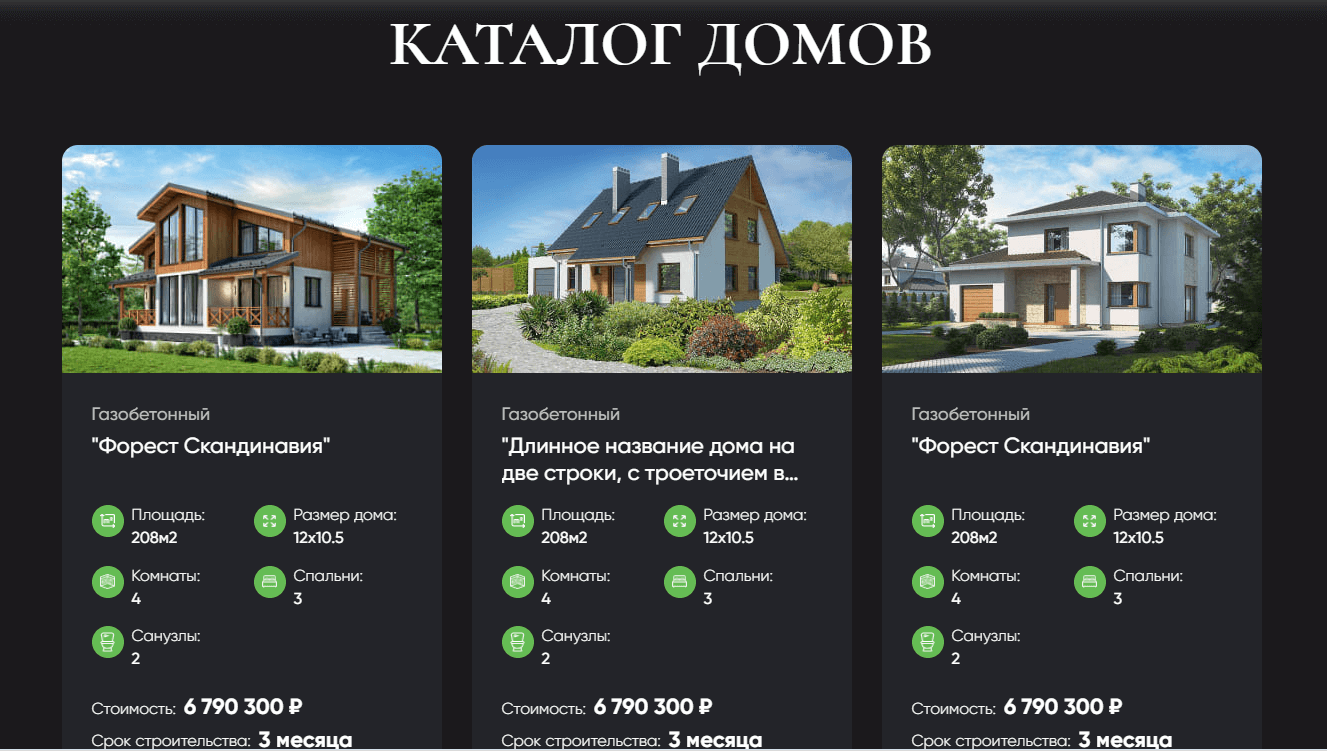 КАТАЛОГ ДОМОВ
Газобетонный
"Форест Скандинавия"
Площадь:
208м2
Размер дома:
12х10.5
Комнаты:
4
Спальни:
3
Санузлы:
2
Стоимость: 6 790 300 ₽
Срок строительства: 3 месяца
Газобетонный
"Длинное название дома на
две строки, с троеточием в...
Площадь:
208м2
Размер дома:
12х10.5
Комнаты:
4
Спальни:
3
Санузлы:
2
Стоимость: 6 790 300 ₽
Срок строительства: 3 месяца
Газобетонный
"Форест Скандинавия"
Площадь:
208м2
Размер дома:
12х10.5
Комнаты:
4
Спальни:
3
Санузлы:
2
Стоимость: 6 790 300 ₽
Срок строительства: 3 месяца